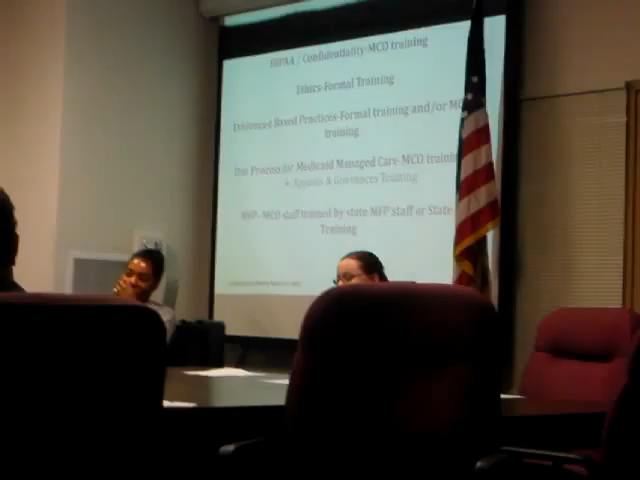 HIPAA / Confidentiality-MCO training
Ethics-Formal Training
Evidenced Based Practices-Formal training and/or
training
Due Process for Medicaid Managed Care-MCO training
• Appeals & Grievances Training
MFP- MCO staff trained by state MFP staff or State
Training